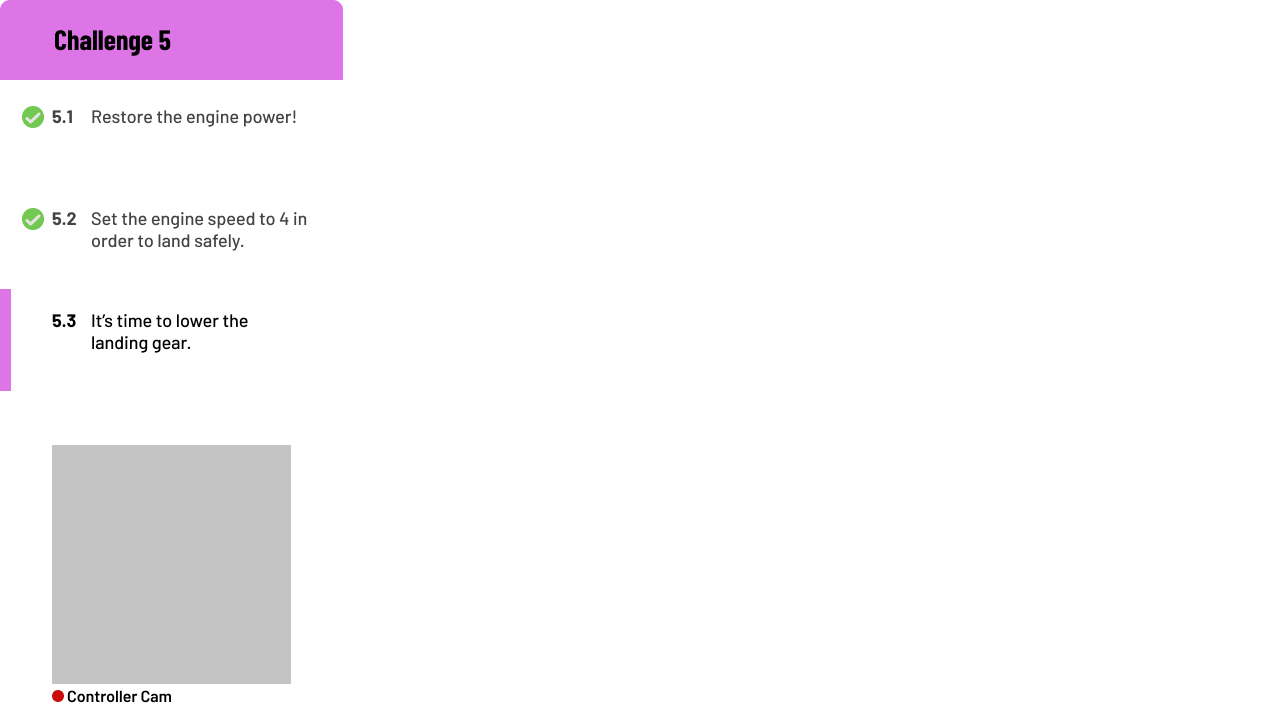 Challenge 5
5.1 Restore the engine power!
5.2 Set the engine speed to 4 in
order to land safely.
5.3 It’s time to lower the
landing gear.
Controller Cam